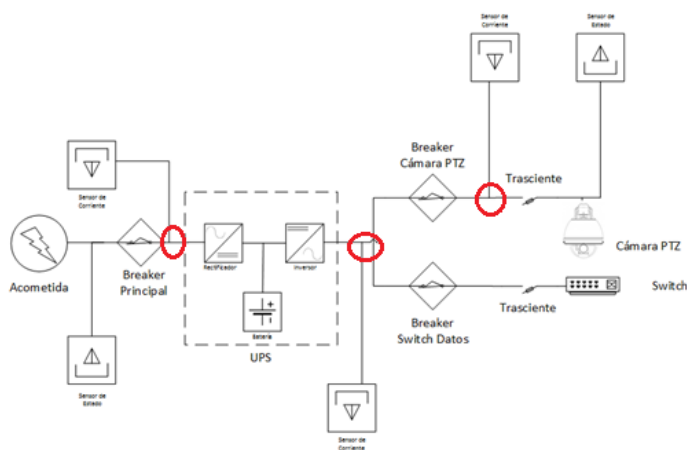 Sensor de
Corriente
Sensor de
Estado
Breaker
Cámara PTZ
Trasciente
Sensor de
Corriente
Acometida
Breaker
Principal
Rectificador
Inversor
Batería
UPS
Cámara PTZ
Switch
Trasciente
Breaker
Switch Datos
Sensor de
Estado
Sensor de
Corriente